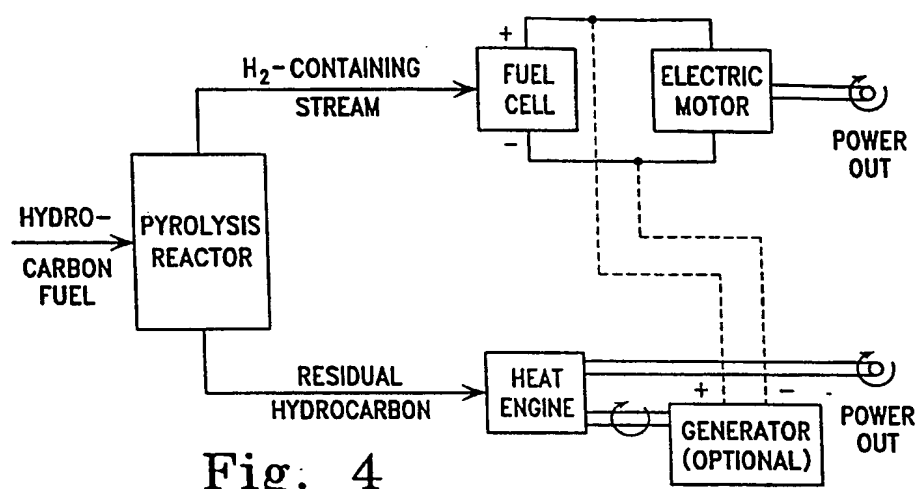 H₂-CONTAINING
STREAM
+
FUEL
CELL
-
ELECTRIC
MOTOR
POWER
OUT
HYDRO-
CARBON
FUEL
PYROLYSIS
REACTOR
RESIDUAL
HYDROCARBON
HEAT
ENGINE
+ -
GENERATOR
(OPTIONAL)
POWER
OUT
Fig. 4